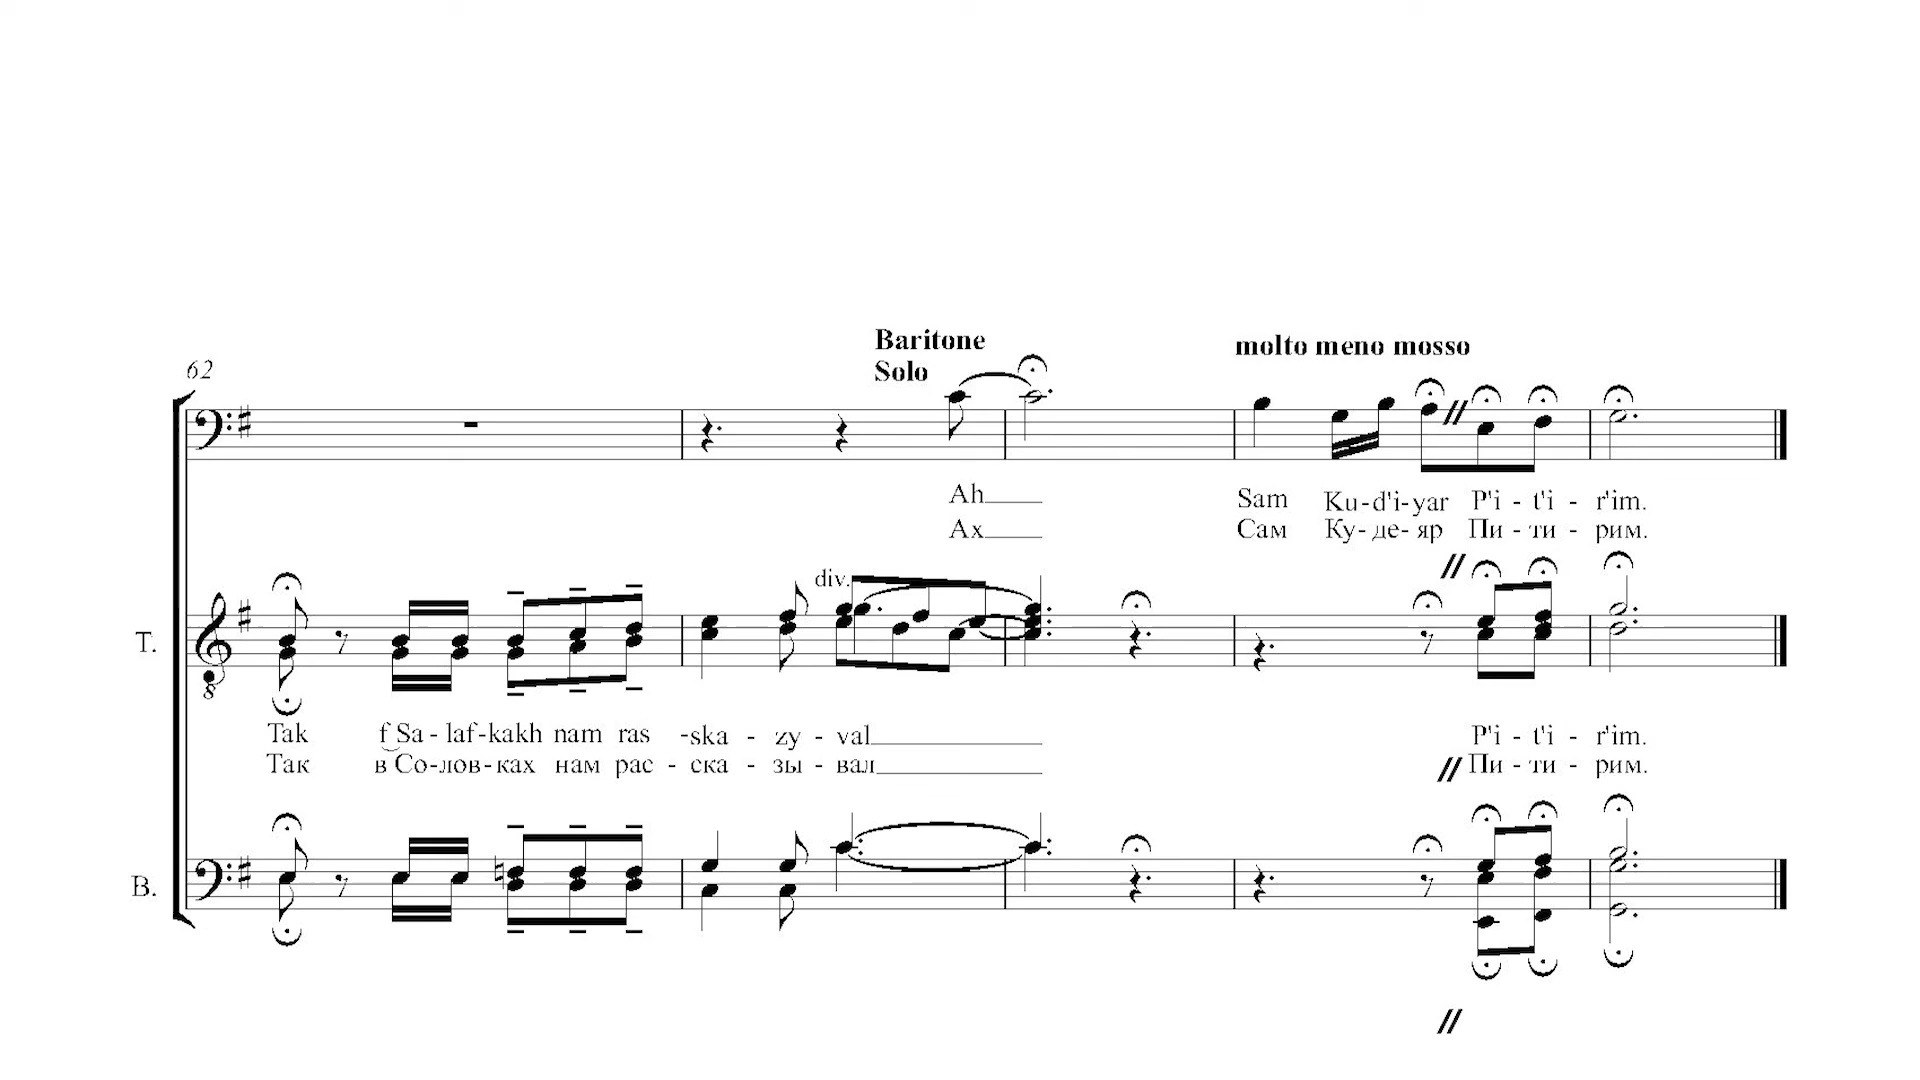 Baritone
Solo
molto meno mosso
62
Ah Sam Ku-d'i-yar P'i - t'i - r'im.
Ах Сам Ку-де-яр Пи-ти - рим.
div.
T.
8
Tak f Sa - laf-kakh nam ras -ska - zy - val P'i - t'i - r'im.
Так в Со-лов-ках нам рас - ска - зы - вал Пи-ти - рим.
B.